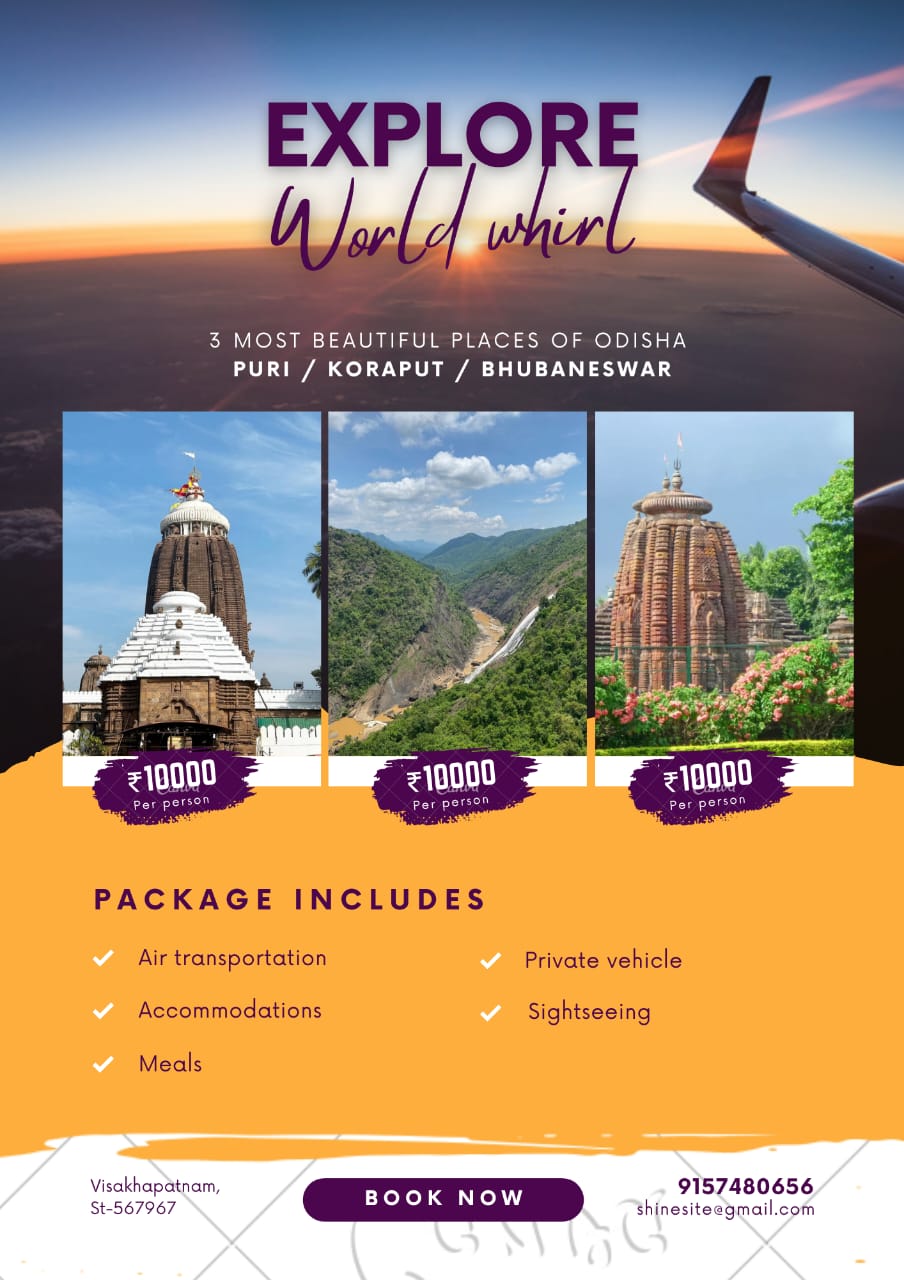 EXPLORE
World whirl
3 MOST BEAUTIFUL PLACES OF ODISHA
PURI / KORAPUT / BHUBANESWAR
₹10000
Per person
₹10000
Per person
₹10000
Per person
PACKAGE INCLUDES
Air transportation
Private vehicle
Accommodations
Sightseeing
Meals
Visakhapatnam,
St-567967
BOOK NOW
9157480656
shinesite@gmail.com